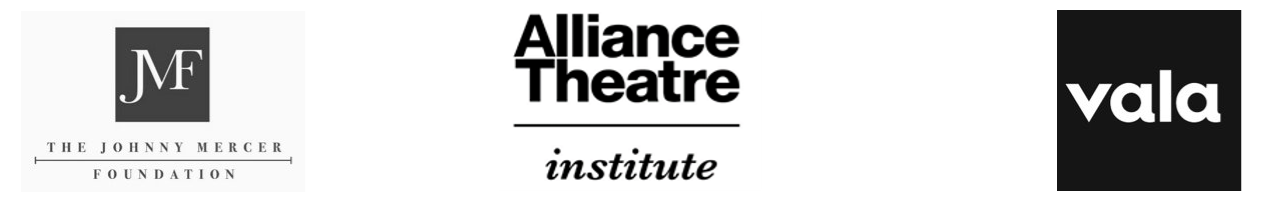 JMF
THE JOHNNY MERCER
FOUNDATION
Alliance
Theatre
institute
vala